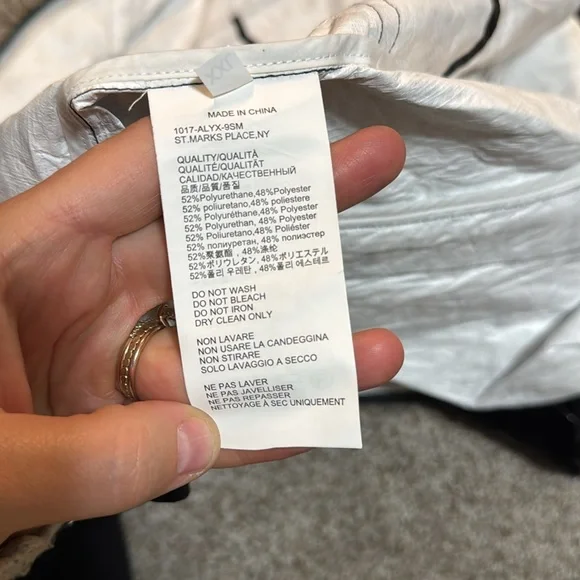 XXL
MADE IN CHINA
1017-ALYX-9SM
ST.MARKS PLACE,NY
QUALITY/QUALITÀ
QUALITÉ/QUALITÄT
CALIDAD/КАЧЕСТВЕННЫЙ
品质/品質/품질
52%Polyurethane,48%Polyester
52% poliuretano,48% poliestere
52% Polyuréthane,48% Polyester
52% Polyurethan, 48% Polyester
52% Poliuretano,48% Poliéster
52% полиуретан, 48% полиэстер
52%聚氨酯 , 48%涤纶
52%ポリウレタン, 48%ポリエステル
52%폴리 우레탄 , 48%폴리 에스테르
DO NOT WASH
DO NOT BLEACH
DO NOT IRON
DRY CLEAN ONLY
NON LAVARE
NON USARE LA CANDEGGINA
NON STIRARE
SOLO LAVAGGIO A SECCO
NE PAS LAVER
NE PAS JAVELLISER
NE PAS REPASSER
NETTOYAGE À SEC UNIQUEMENT